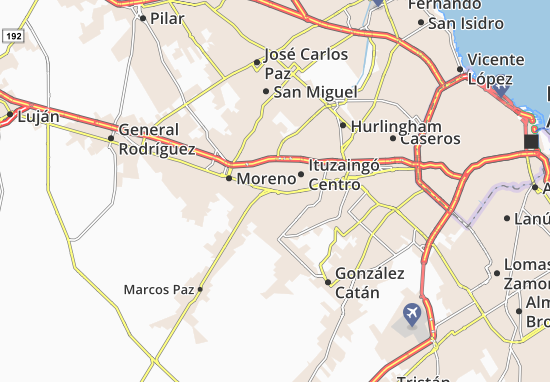 Fernando
San Isidro
192
Pilar
José Carlos
Paz
San Miguel
Vicente
López
Luján
General
Rodríguez
Hurlingham
Caseros
Moreno
Ituzaingó
Centro
Lanú
González
Catán
Lomas
Zamor
Marcos Paz
Alm
Bro
Tristán